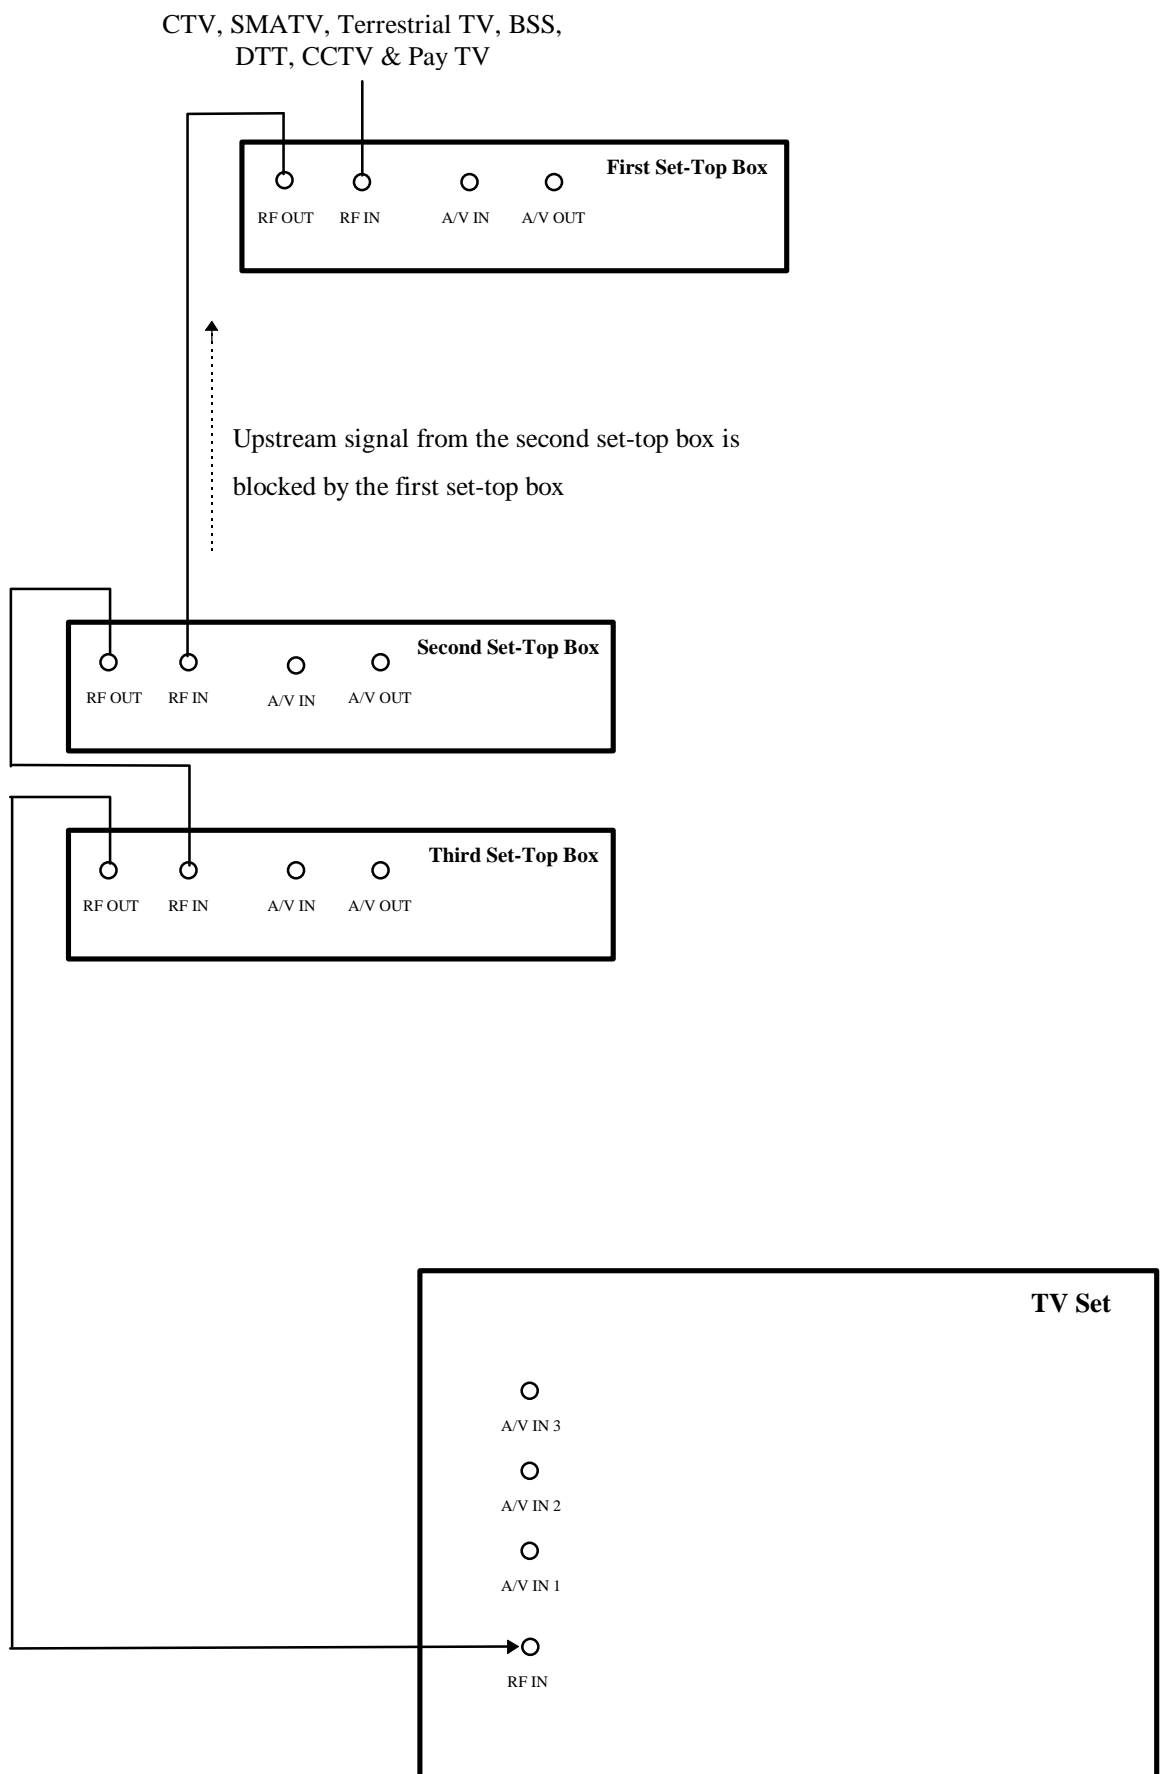 CTV, SMATV, Terrestrial TV, BSS,
DTT, CCTV & Pay TV
First Set-Top Box
RF OUT RF IN A/V IN A/V OUT
Upstream signal from the second set-top box is
blocked by the first set-top box
Second Set-Top Box
RF OUT RF IN A/V IN A/V OUT
Third Set-Top Box
RF OUT RF IN A/V IN A/V OUT
TV Set
A/V IN 3
A/V IN 2
A/V IN 1
RF IN